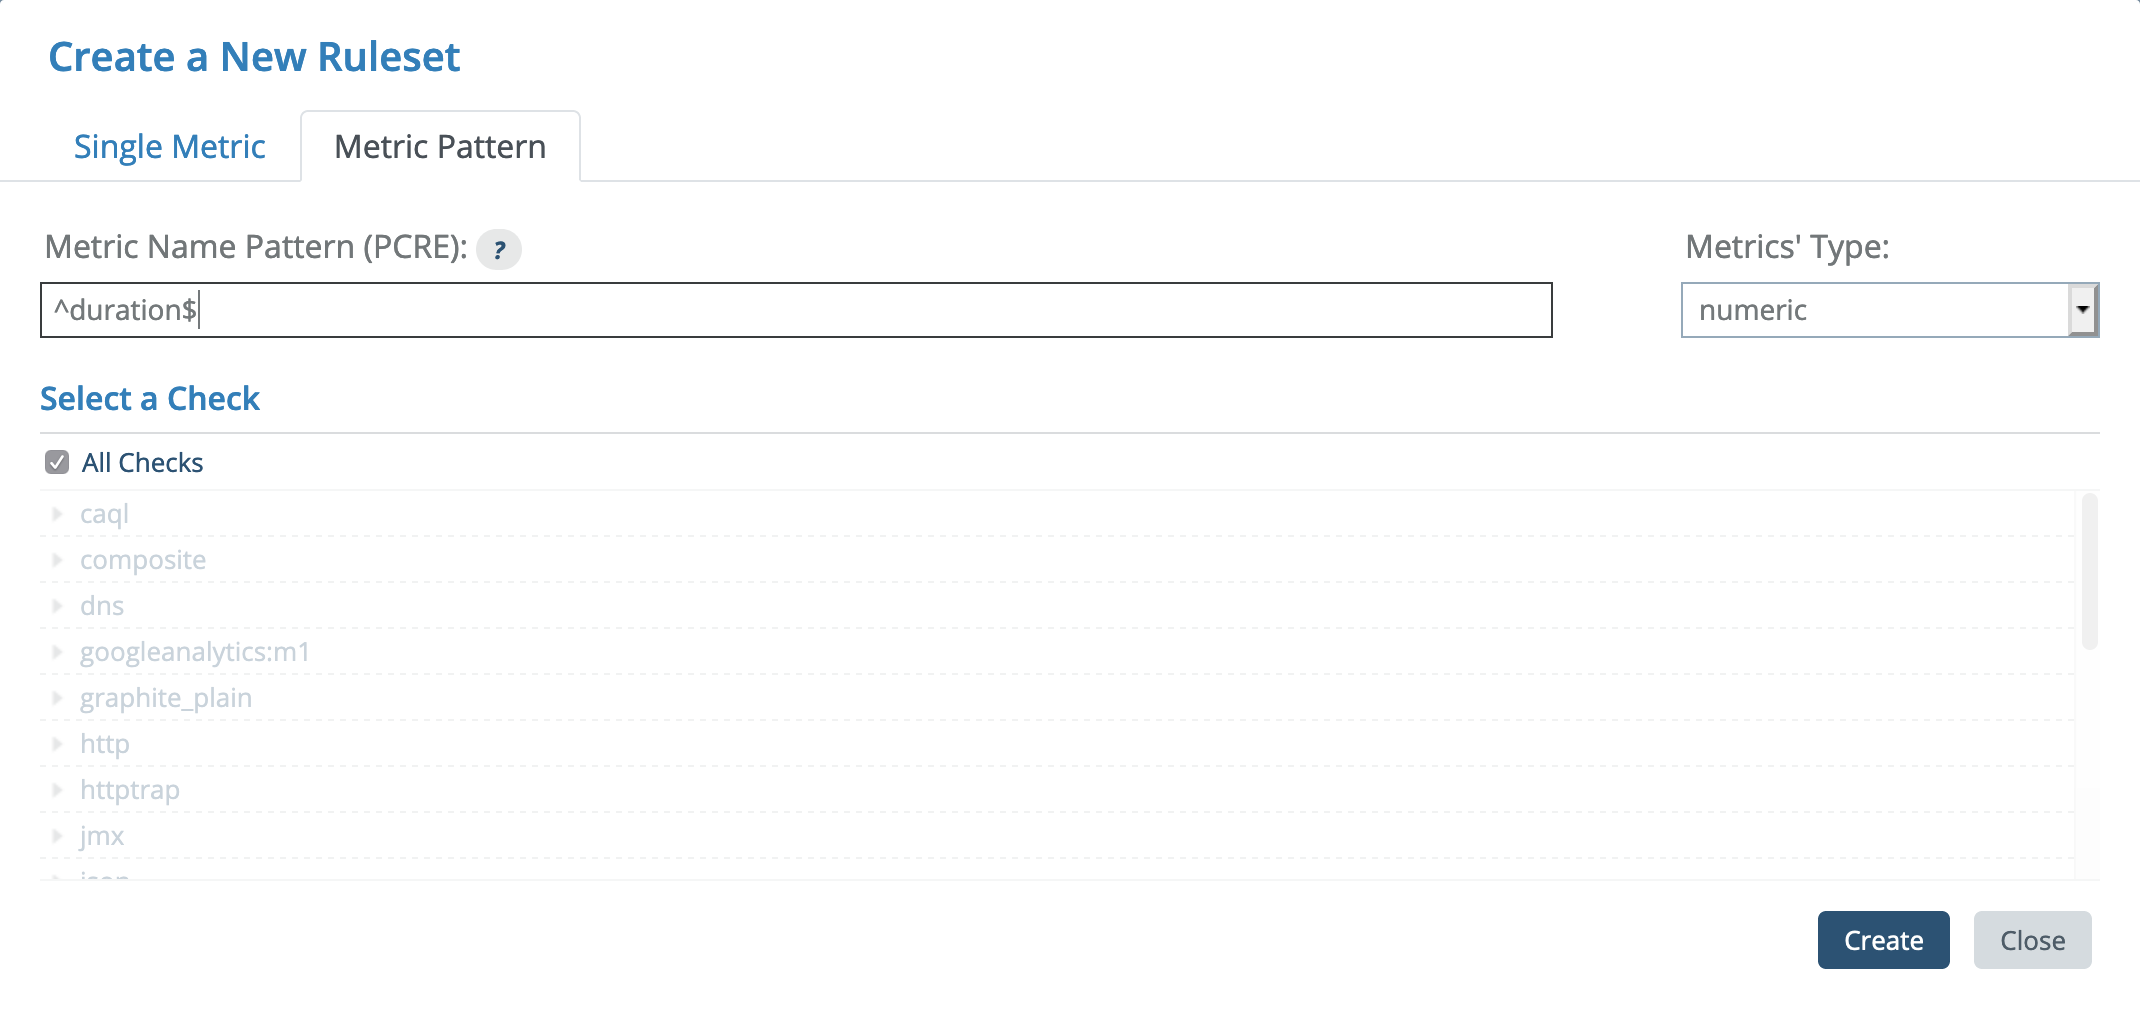 Create a New Ruleset
Single Metric Metric Pattern
Metric Name Pattern (PCRE): ? Metrics' Type:
^duration$ numeric
Select a Check
All Checks
caql
composite
dns
googleanalytics:m1
graphite_plain
http
httptrap
jmx
Create Close